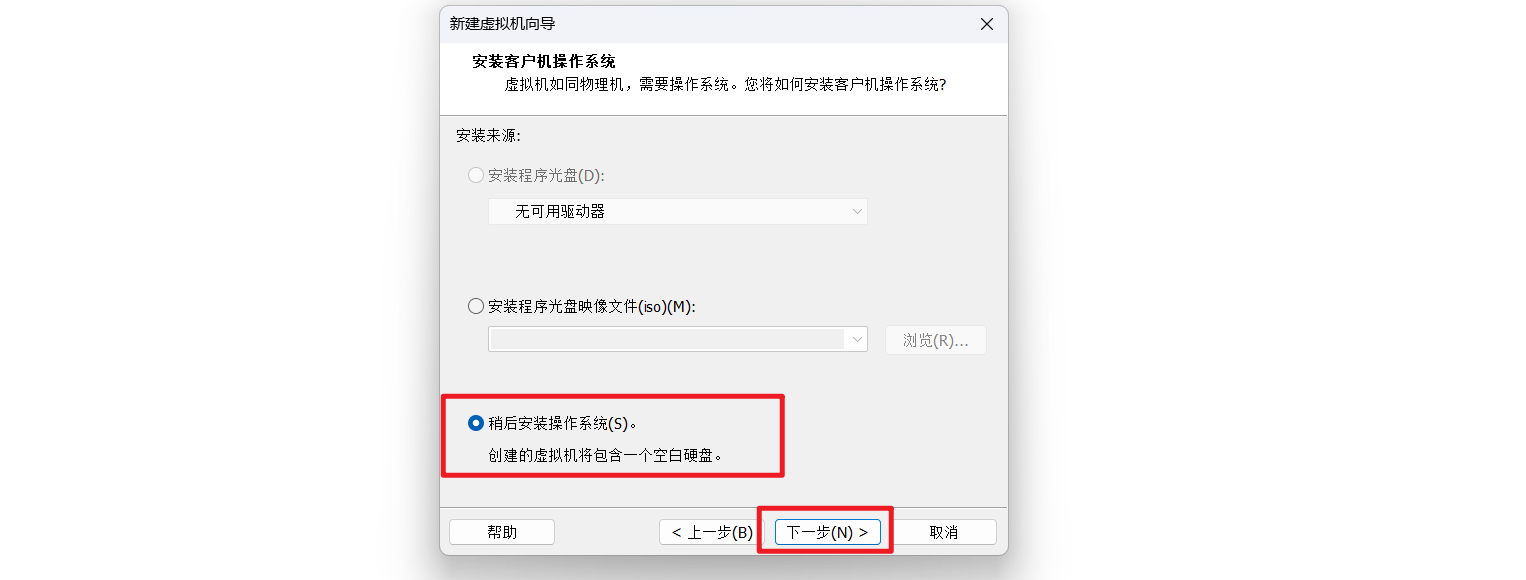 新建虚拟机向导
安装客户机操作系统
虚拟机如同物理机，需要操作系统。您将如何安装客户机操作系统?
安装来源:
安装程序光盘(D):
无可用驱动器
安装程序光盘映像文件(iso)(M):
浏览(R)...
稍后安装操作系统(S)。
创建的虚拟机将包含一个空白硬盘。
帮助
< 上一步(B)
下一步(N) >
取消